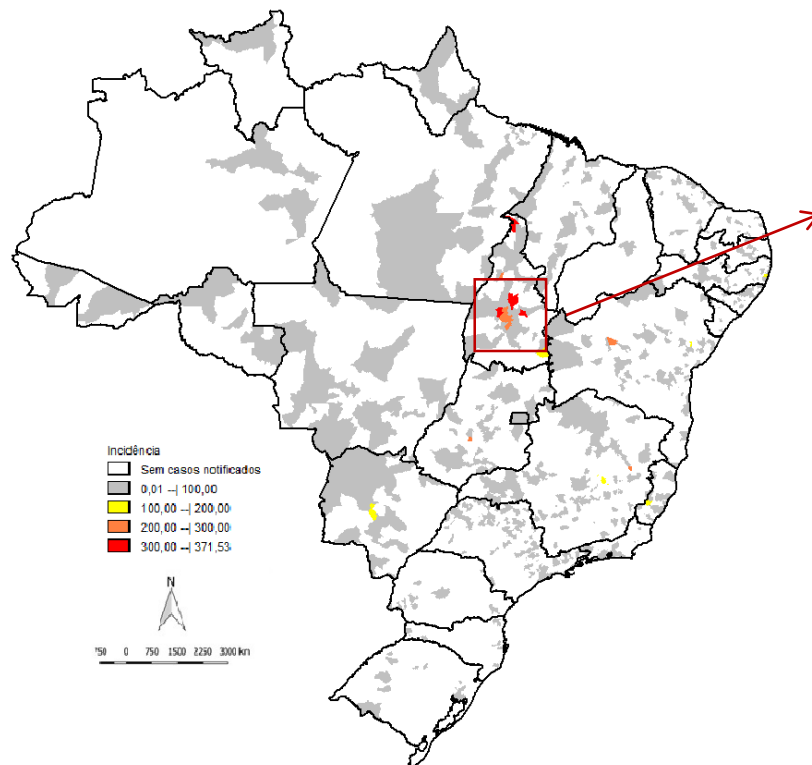 Incidência
Sem casos notificados
0,01 --| 100,00
100,00 --| 200,00
200,00 --| 300,00
300,00 --| 371,53
N
750 0 750 1500 2250 3000 km